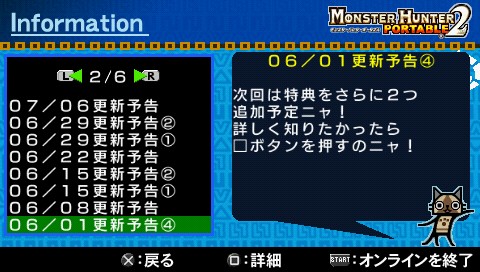 Information
MONSTER HUNTER
PORTABLE 2
L 2/6 R
07/06更新予告
06/29更新予告②
06/29更新予告①
06/22更新予告
06/15更新予告②
06/15更新予告①
06/08更新予告
06/01更新予告④
06/01更新予告④
次回は特典をさらに2つ
追加予定ニャ!
詳しく知りたかったら
□ボタンを押すのニャ!
×:戻る □:詳細 START:オンラインを終了